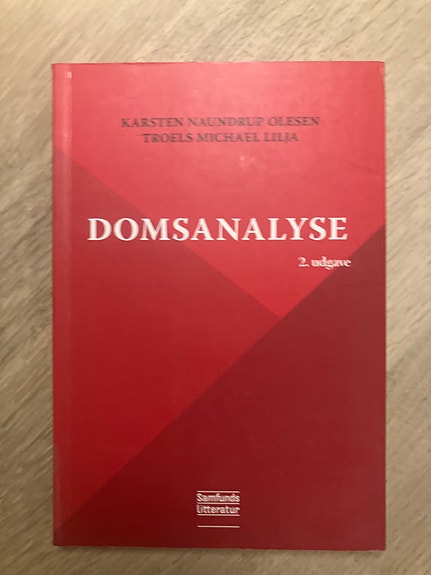 KARSTEN NAUNDRUP OLESEN
TROELS MICHAEL LILJA
DOMSANALYSE
2. udgave
Samfunds
litteratur